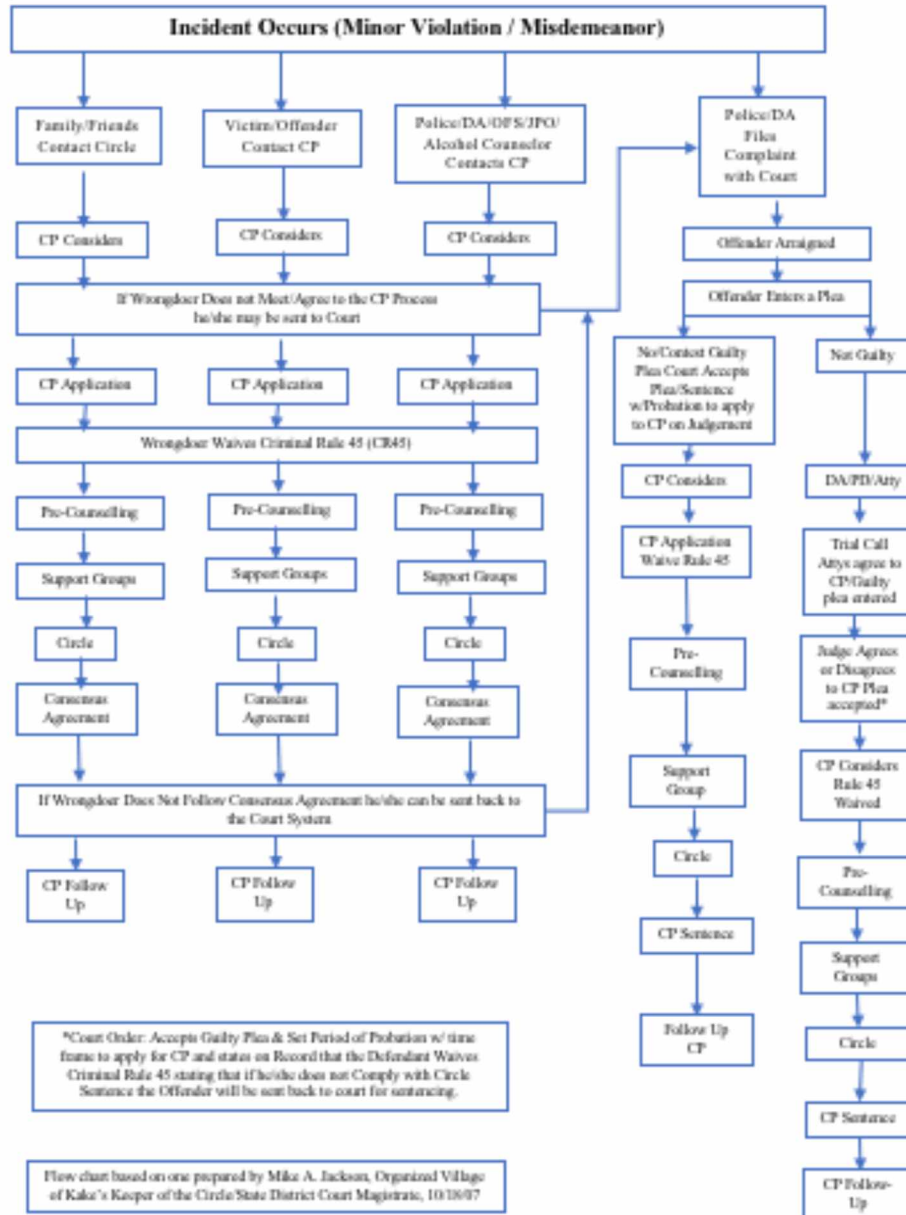 Incident Occurs (Minor Violation / Misdemeanor)
Family/Friends
Contact Circle
Victim/Offender
Contact CP
Police/DA/OFS/JPO/
Alcohol Counselor
Contacts CP
Police/DA
Files
Complaint
with Court
CP Considers
CP Considers
CP Considers
Offender Arraigned
If Wrongdoer Does not Meet/Agree to the CP Process
he/she may be sent to Court
Offender Enters a Plea
CP Application
CP Application
CP Application
No/Contest Guilty
Plea Court Accepts
Plea/Sentence
w/Probation to apply
to CP on Judgement
Not Guilty
Wrongdoer Waives Criminal Rule 45 (CR45)
Pre-Counselling
Pre-Counselling
Pre-Counselling
CP Considers
DA/PD/Atty
Support Groups
Support Groups
Support Groups
CP Application
Waive Rule 45
Trial Call
Attys agree to
CP/Guilty
plea entered
Circle
Circle
Circle
Pre-
Counselling
Judge Agrees
or Disagrees
to CP Plea
accepted*
Consensus
Agreement
Consensus
Agreement
Consensus
Agreement
Support
Group
CP Considers
Rule 45
Waived
If Wrongdoer Does Not Follow Consensus Agreement he/she can be sent back to
the Court System
Circle
Pre-
Counselling
CP Follow
Up
CP Follow
Up
CP Follow
Up
CP Sentence
Support
Groups
Follow Up
CP
Circle
CP Sentence
CP Follow-
Up
*Court Order: Accepts Guilty Plea & Set Period of Probation w/ time
frame to apply for CP and states on Record that the Defendant Waives
Criminal Rule 45 stating that if he/she does not Comply with Circle
Sentence the Offender will be sent back to court for sentencing.
Flow chart based on one prepared by Mike A. Jackson, Organized Village
of Kake's Keeper of the Circle/State District Court Magistrate, 10/18/07